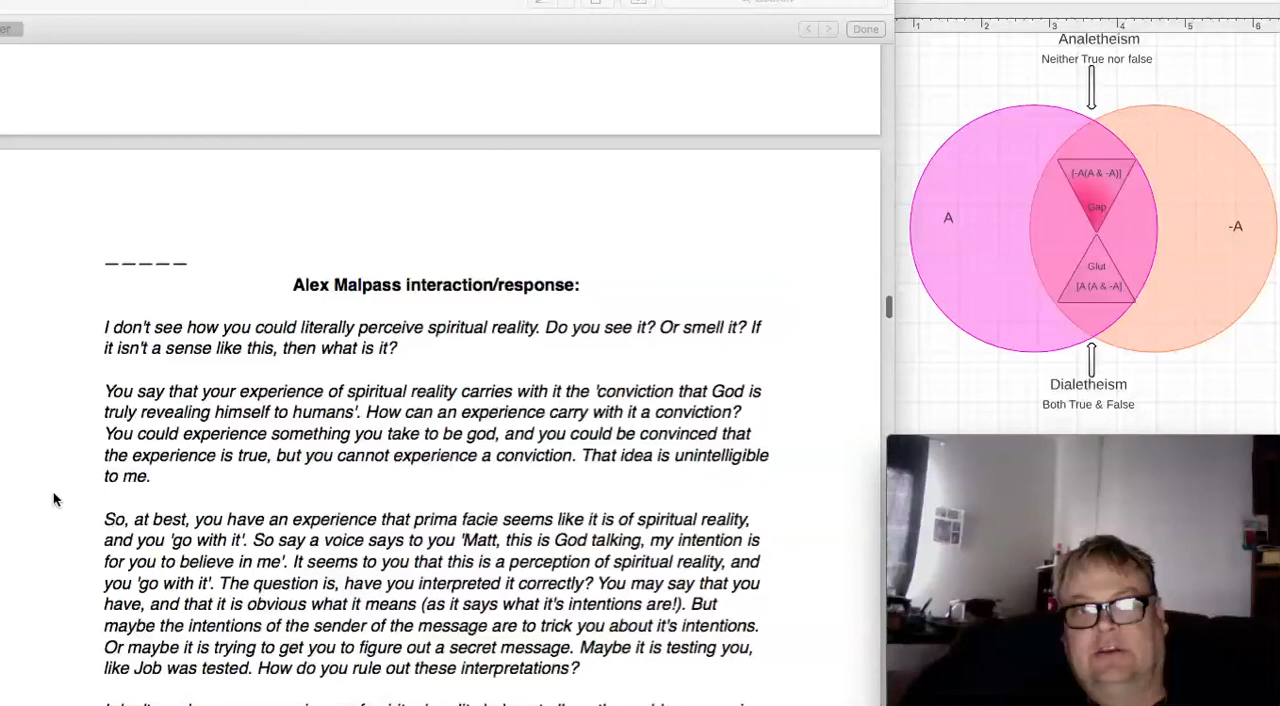 er
Done
— — — — —
Alex Malpass interaction/response:
I don't see how you could literally perceive spiritual reality. Do you see it? Or smell it? If
it isn't a sense like this, then what is it?
You say that your experience of spiritual reality carries with it the 'conviction that God is
truly revealing himself to humans'. How can an experience carry with it a conviction?
You could experience something you take to be god, and you could be convinced that
the experience is true, but you cannot experience a conviction. That idea is unintelligible
to me.
So, at best, you have an experience that prima facie seems like it is of spiritual reality,
and you 'go with it'. So say a voice says to you 'Matt, this is God talking, my intention is
for you to believe in me'. It seems to you that this is a perception of spiritual reality, and
you 'go with it'. The question is, have you interpreted it correctly? You may say that you
have, and that it is obvious what it means (as it says what it's intentions are!). But
maybe the intentions of the sender of the message are to trick you about it's intentions.
Or maybe it is trying to get you to figure out a secret message. Maybe it is testing you,
like Job was tested. How do you rule out these interpretations?
1 2 3 4 5 6
Analetheism
Neither True nor false
[-A(A & -A)]
Gap
A
-A
Glut
[A (A & -A]
Dialetheism
Both True & False